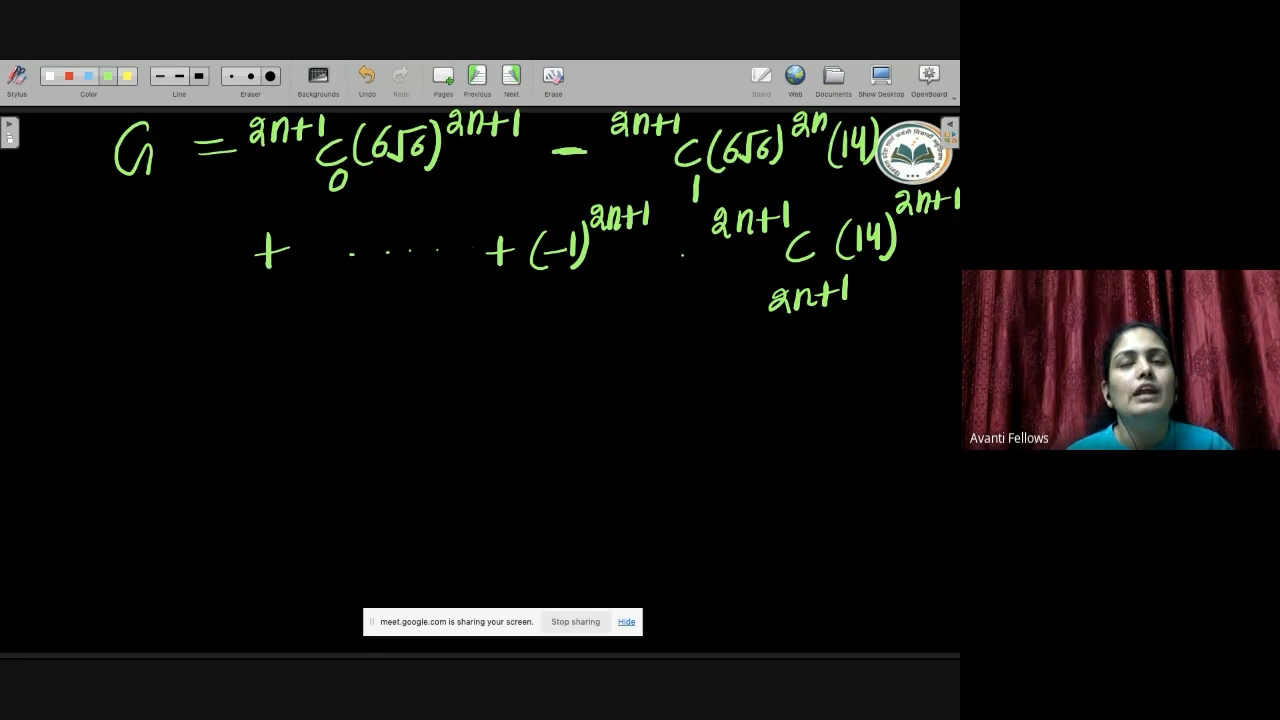 Stylus Color Line Eraser Backgrounds Undo Redo Pages Previous Next Erase Board Web Documents Show Desktop OpenBoard
G = ²ⁿ⁺¹C₀(6√6)²ⁿ⁺¹ − ²ⁿ⁺¹C₁(6√6)²ⁿ(14)
+ ..... + (-1)²ⁿ⁺¹ . ²ⁿ⁺¹C₂ₙ₊₁ (14)²ⁿ⁺¹
Avanti Fellows
meet.google.com is sharing your screen. Stop sharing Hide